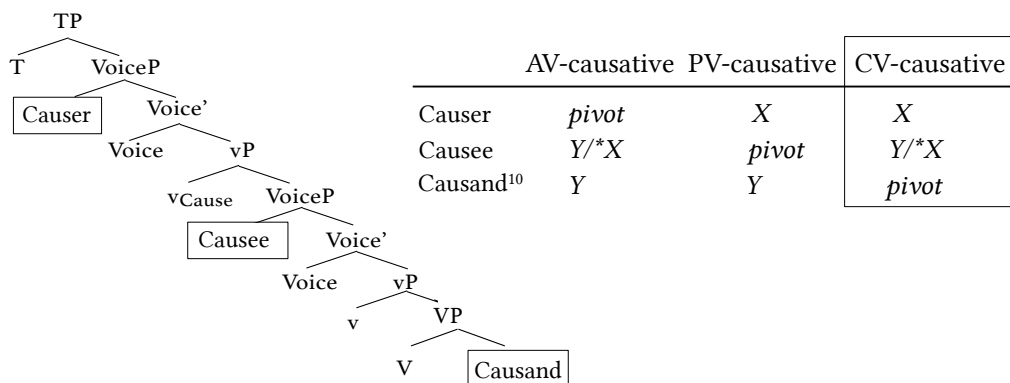 TP
T VoiceP
Causer Voice’
Voice vP
vCause VoiceP
Causee Voice’
Voice vP
v VP
V Causand
AV-causative PV-causative CV-causative
Causer pivot X X
Causee Y/*X pivot Y/*X
Causand¹⁰ Y Y pivot